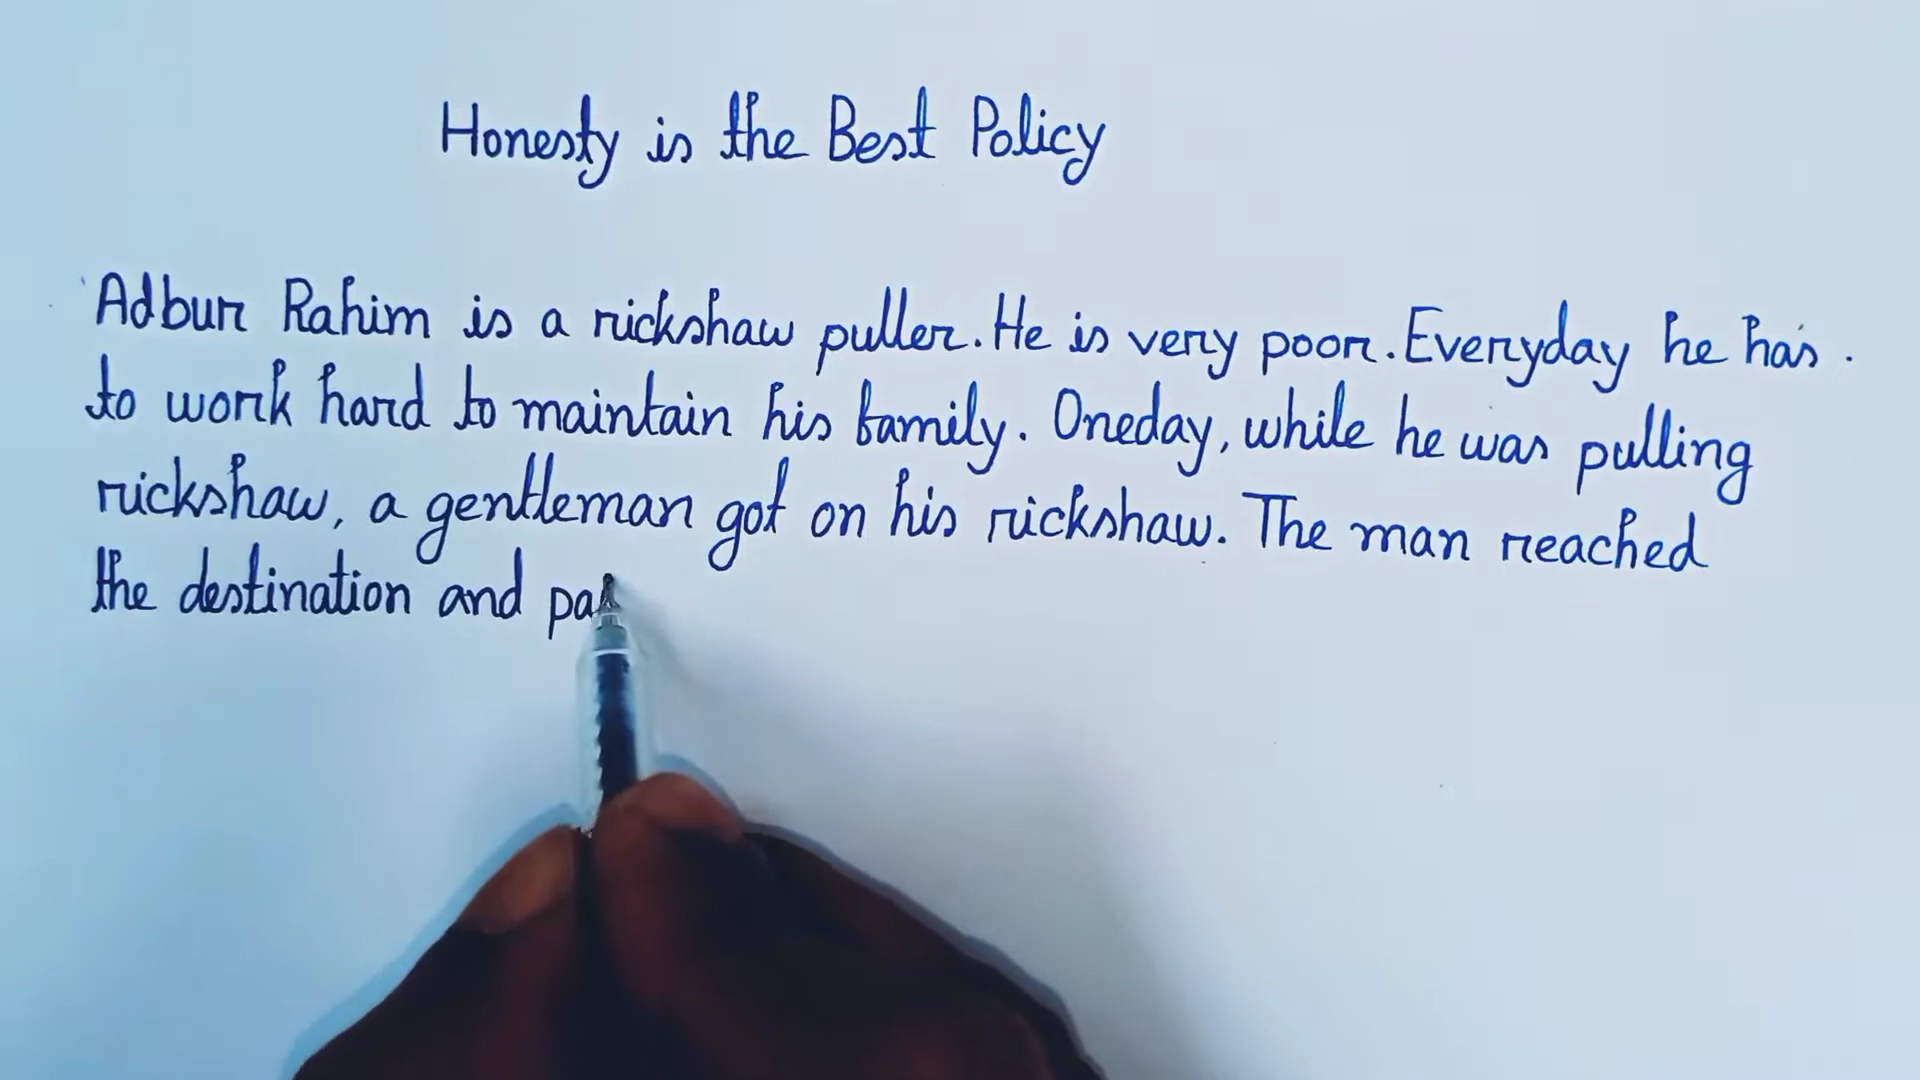 Honesty is the Best Policy
Adbur Rahim is a rickshaw puller. He is very poor. Everyday he has
to work hard to maintain his family. Oneday, while he was pulling
rickshaw, a gentleman got on his rickshaw. The man reached
the destination and pa